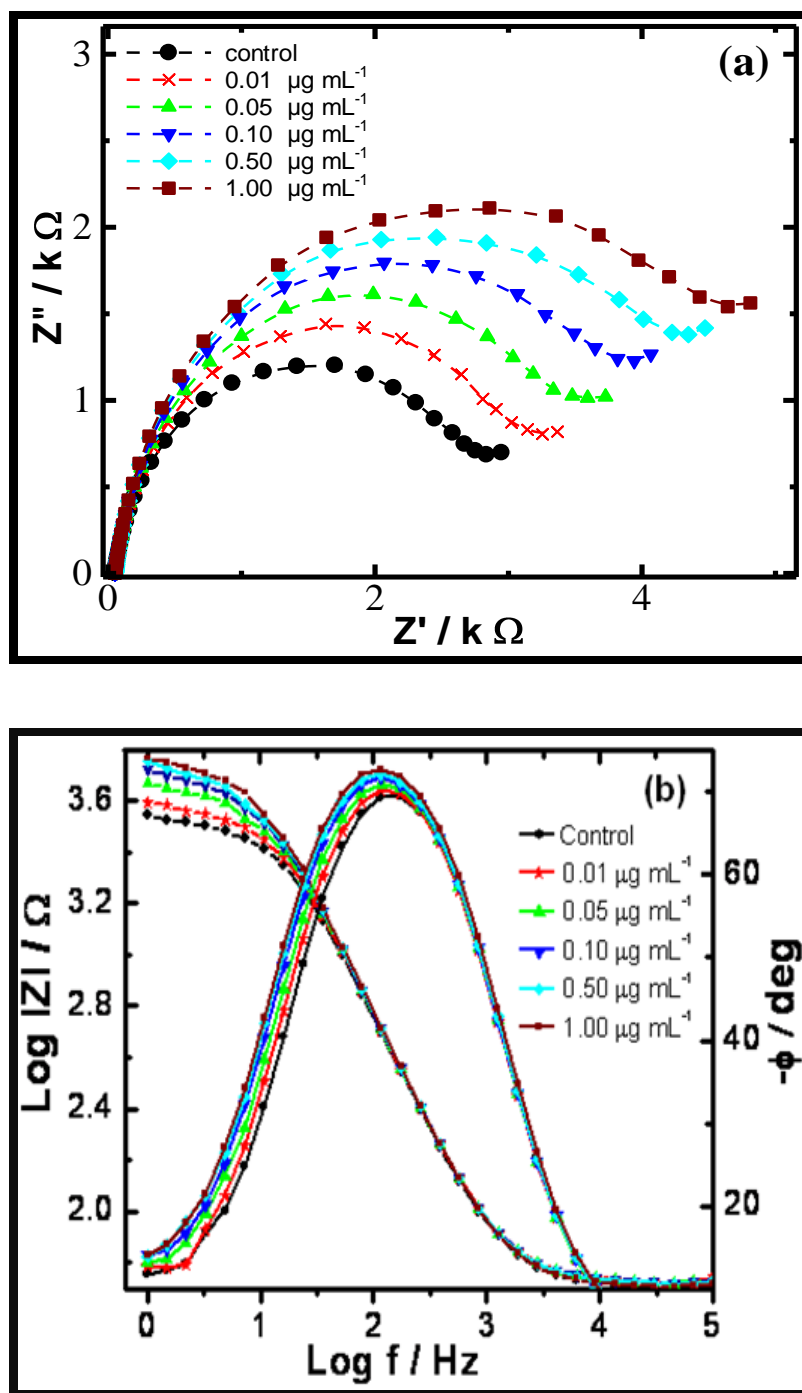 (a)
control
0.01 µg mL⁻¹
0.05 µg mL⁻¹
0.10 µg mL⁻¹
0.50 µg mL⁻¹
1.00 µg mL⁻¹
3
2
1
0
Z" / k Ω
0 2 4
Z' / k Ω
(b)
Control
0.01 µg mL⁻¹
0.05 µg mL⁻¹
0.10 µg mL⁻¹
0.50 µg mL⁻¹
1.00 µg mL⁻¹
3.6
3.2
2.8
2.4
2.0
Log |Z| / Ω
60
40
20
-ϕ / deg
0 1 2 3 4 5
Log f / Hz